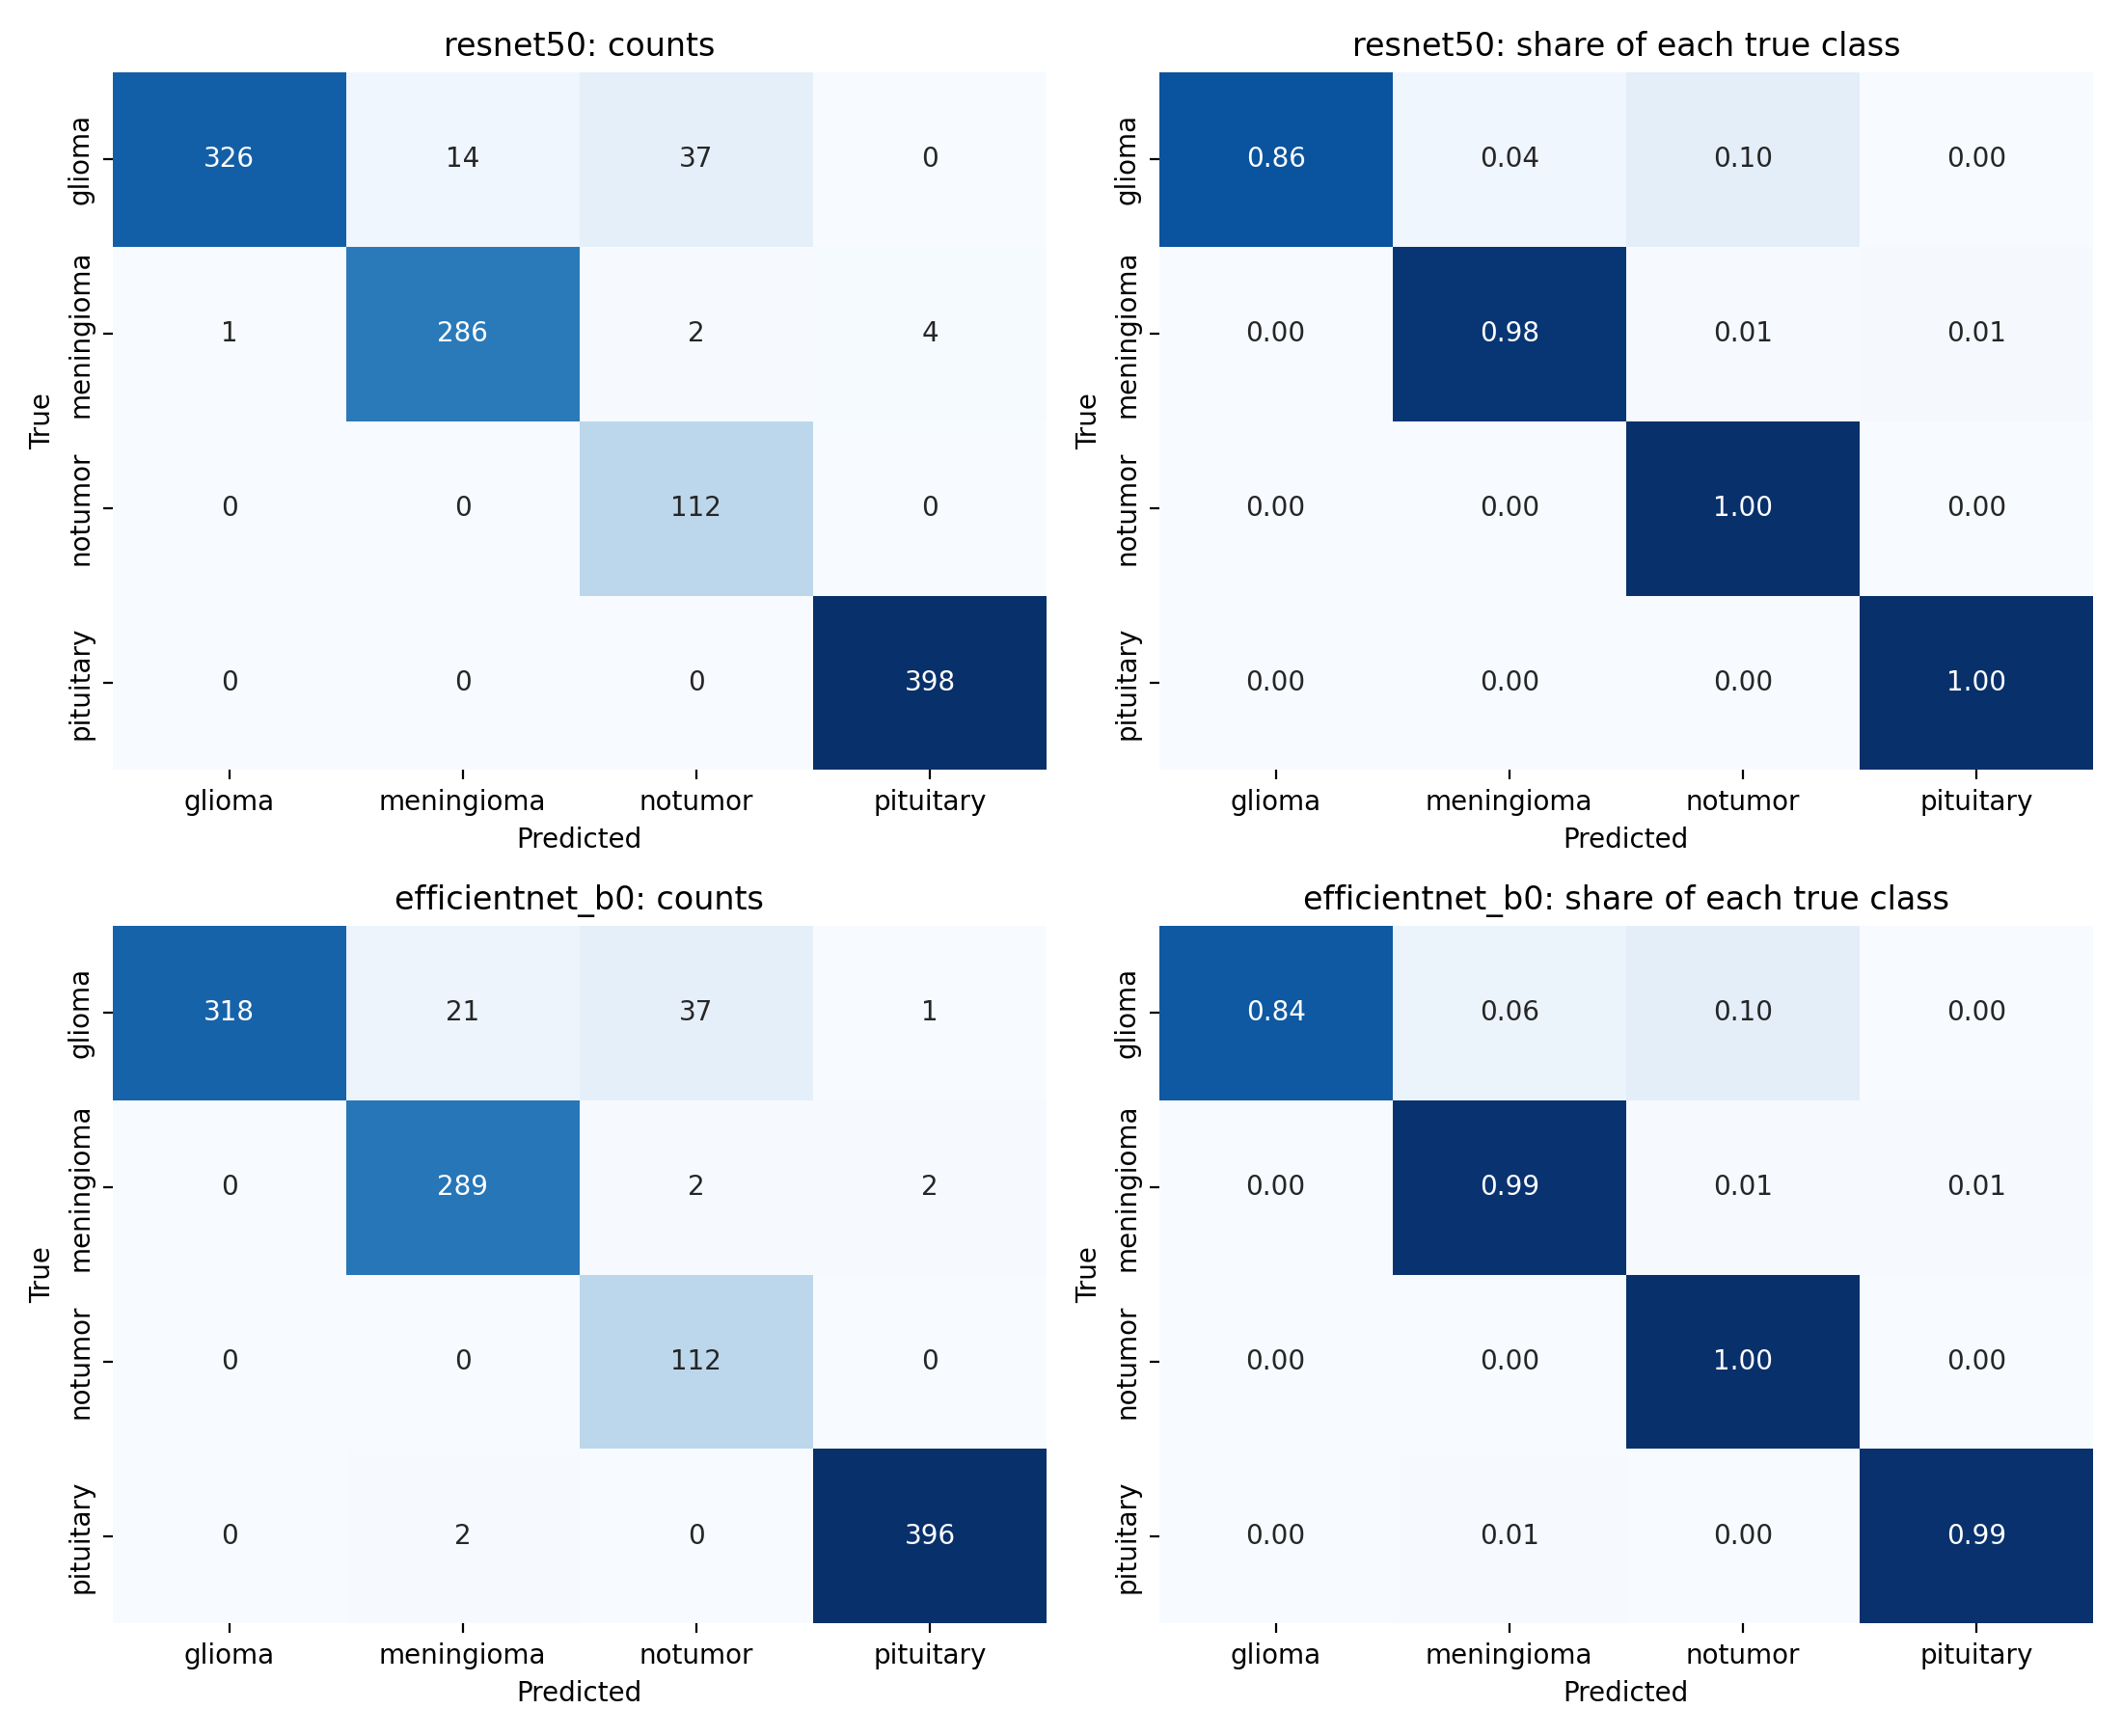 resnet50: counts
glioma 326 14 37 0
meningioma 1 286 2 4
notumor 0 0 112 0
pituitary 0 0 0 398
True
glioma meningioma notumor pituitary
Predicted
resnet50: share of each true class
glioma 0.86 0.04 0.10 0.00
meningioma 0.00 0.98 0.01 0.01
notumor 0.00 0.00 1.00 0.00
pituitary 0.00 0.00 0.00 1.00
True
glioma meningioma notumor pituitary
Predicted
efficientnet_b0: counts
glioma 318 21 37 1
meningioma 0 289 2 2
notumor 0 0 112 0
pituitary 0 2 0 396
True
glioma meningioma notumor pituitary
Predicted
efficientnet_b0: share of each true class
glioma 0.84 0.06 0.10 0.00
meningioma 0.00 0.99 0.01 0.01
notumor 0.00 0.00 1.00 0.00
pituitary 0.00 0.01 0.00 0.99
True
glioma meningioma notumor pituitary
Predicted